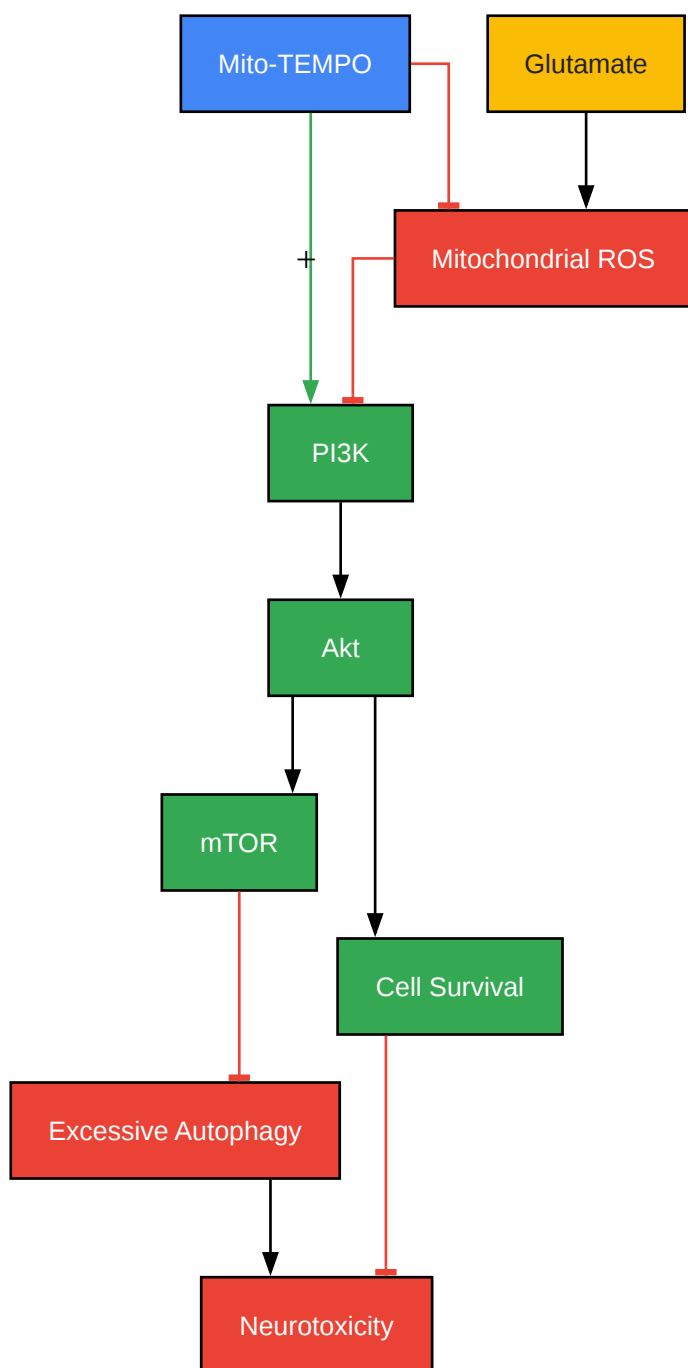 Mito-TEMPO
Glutamate
Mitochondrial ROS
+
PI3K
Akt
mTOR
Cell Survival
Excessive Autophagy
Neurotoxicity